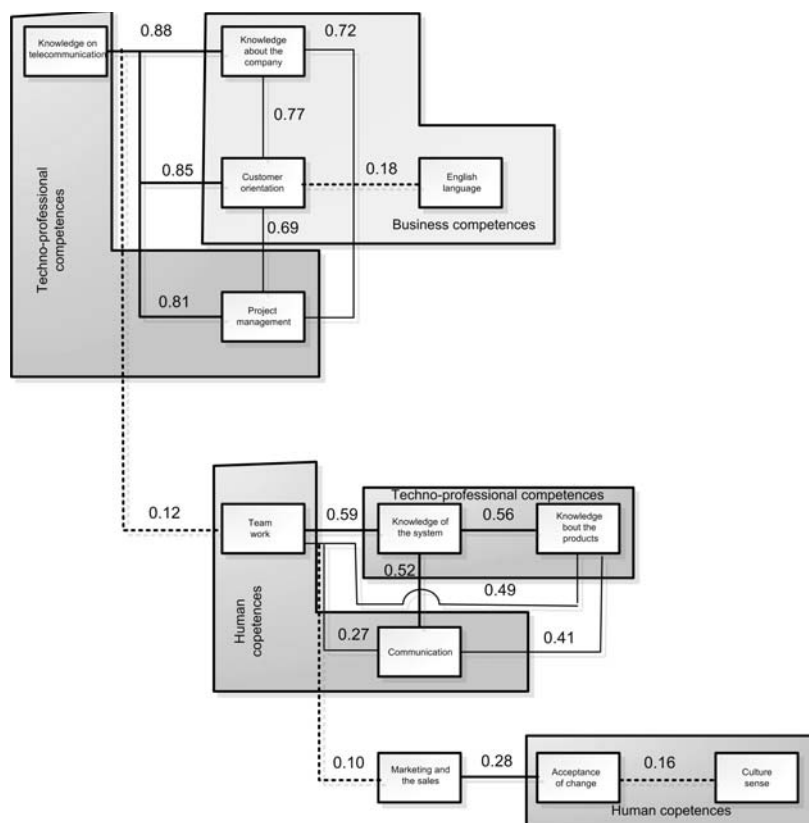 Knowledge on
telecommunication
0.88
Knowledge
about the
company
0.72
0.77
0.85
Customer
orientation
0.18
English
language
0.69
Business competences
Techno-professional
competences
0.81
Project
management
0.12
Team
work
0.59
Techno-professional competences
Knowledge of
the system
0.56
Knowledge
bout the
products
0.52
0.49
Human
copetences
0.27
Communication
0.41
0.10
Marketing and
the sales
0.28
Acceptance
of change
0.16
Culture
sense
Human copetences